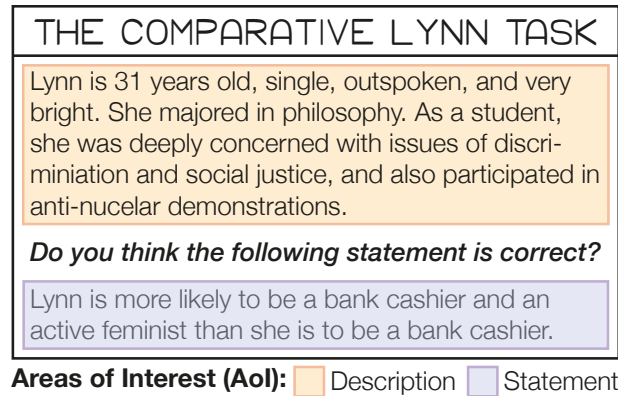 THE COMPARATIVE LYNN TASK
Lynn is 31 years old, single, outspoken, and very
bright. She majored in philosophy. As a student,
she was deeply concerned with issues of discri-
miniation and social justice, and also participated in
anti-nucelar demonstrations.
Do you think the following statement is correct?
Lynn is more likely to be a bank cashier and an
active feminist than she is to be a bank cashier.
Areas of Interest (AoI): Description Statement